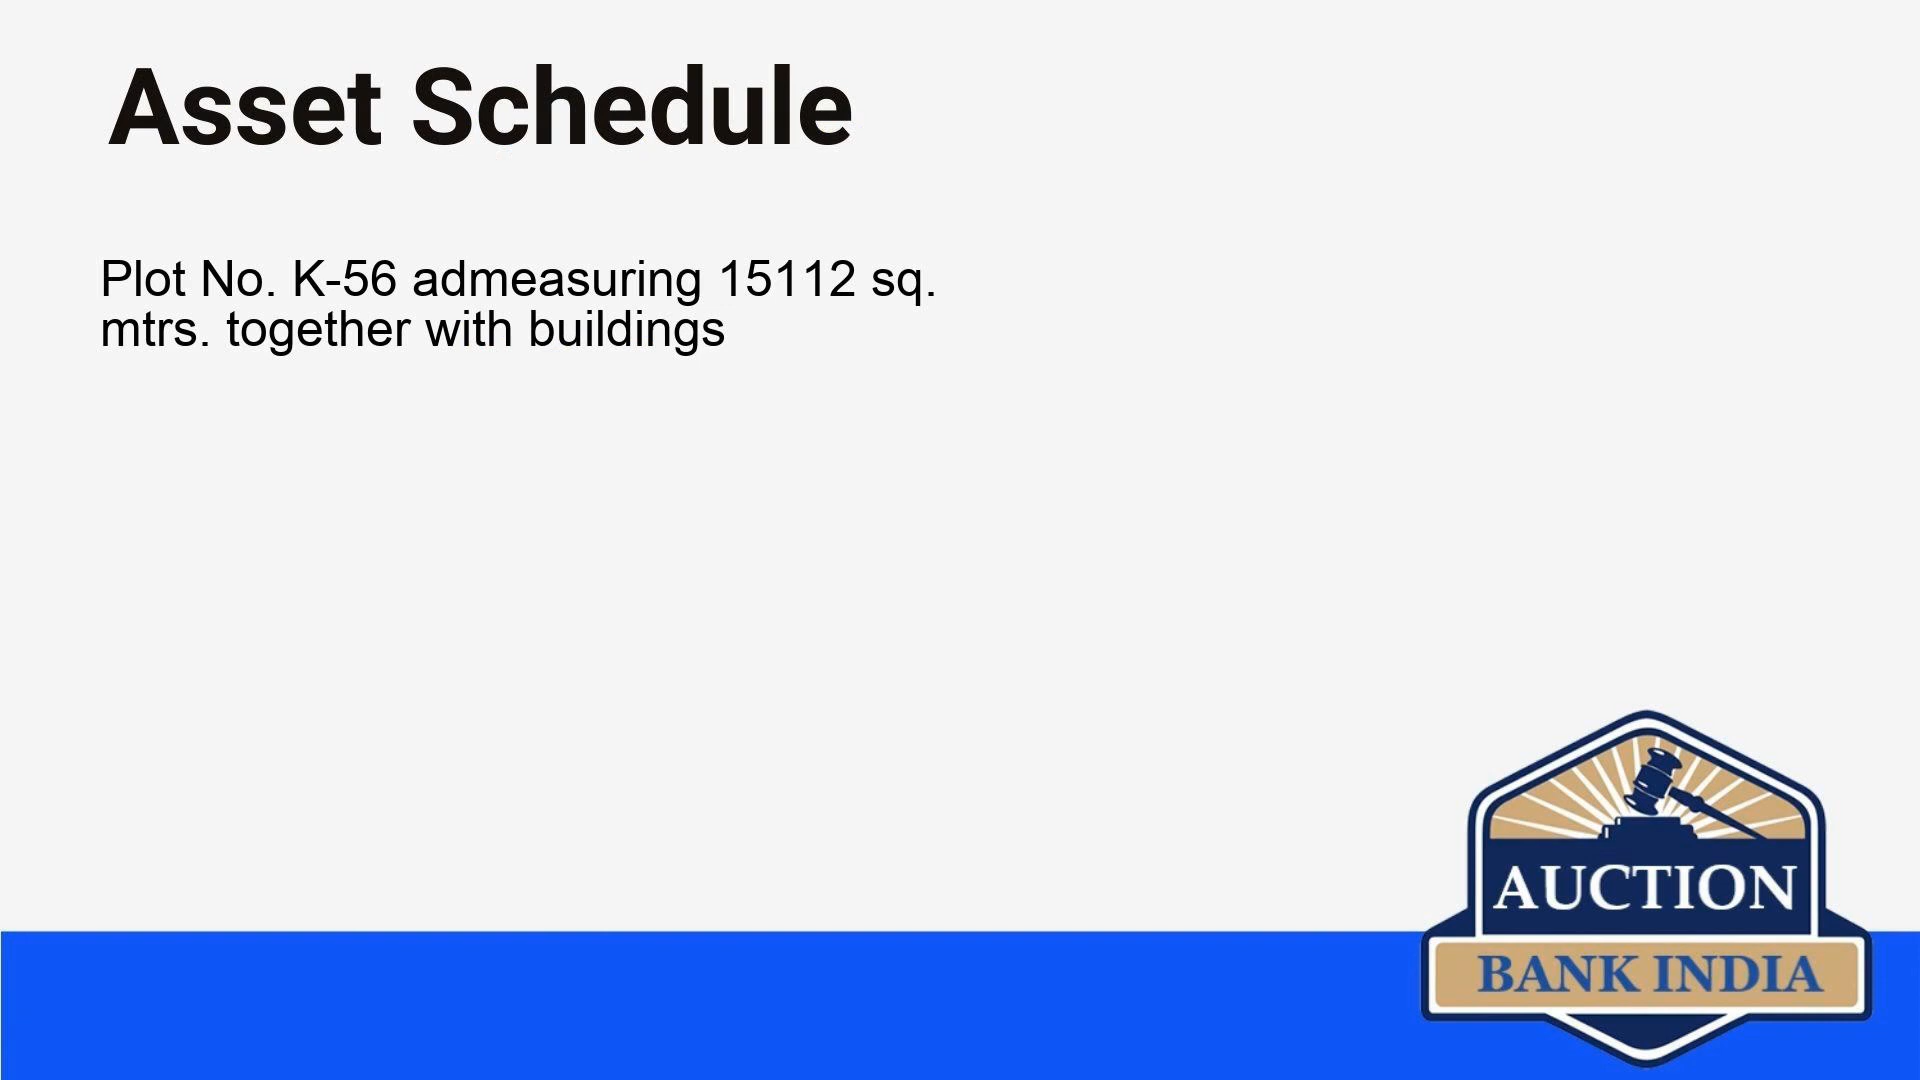 Asset Schedule
Plot No. K-56 admeasuring 15112 sq.
mtrs. together with buildings
AUCTION
BANK INDIA